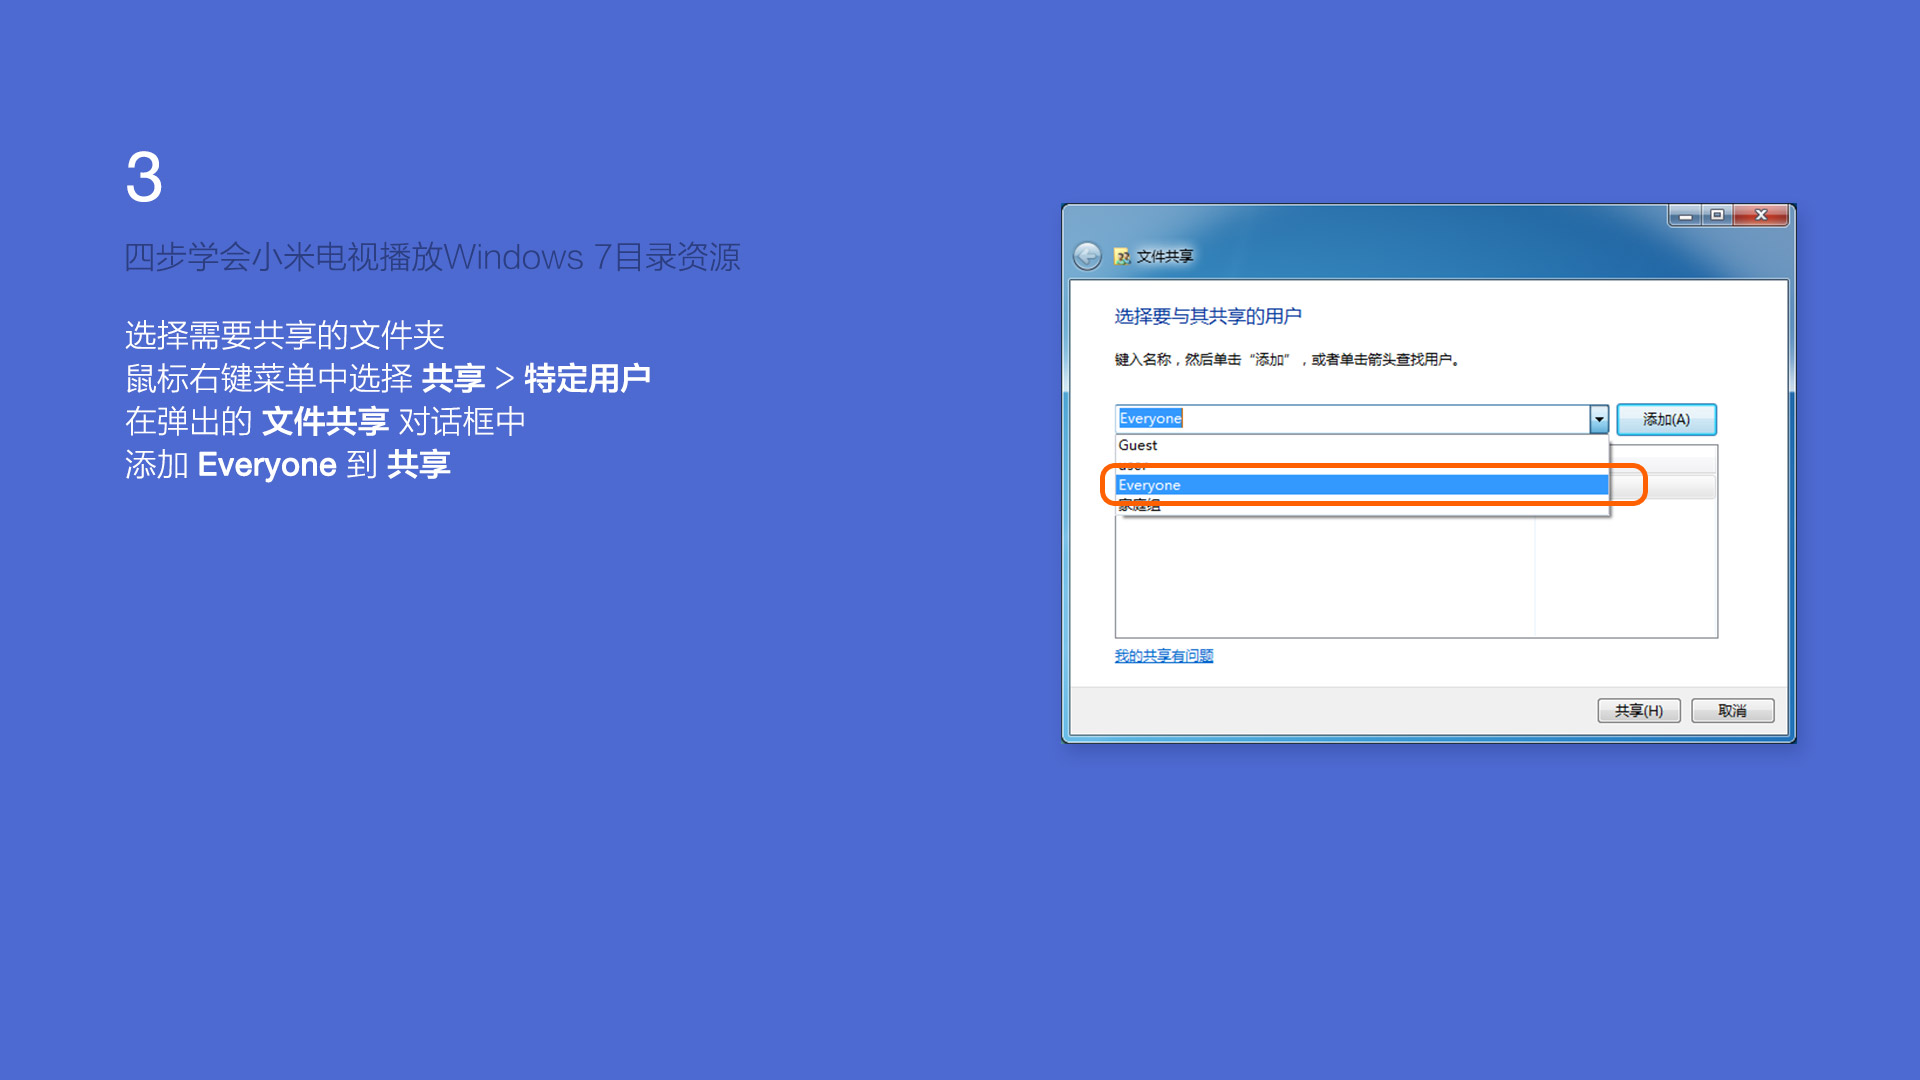 3
四步学会小米电视播放Windows 7目录资源
选择需要共享的文件夹
鼠标右键菜单中选择 共享 > 特定用户
在弹出的 文件共享 对话框中
添加 Everyone 到 共享
文件共享
选择要与其共享的用户
键入名称，然后单击“添加”，或者单击箭头查找用户。
Everyone
添加(A)
Guest
user
Everyone
家庭组
我的共享有问题
共享(H)
取消